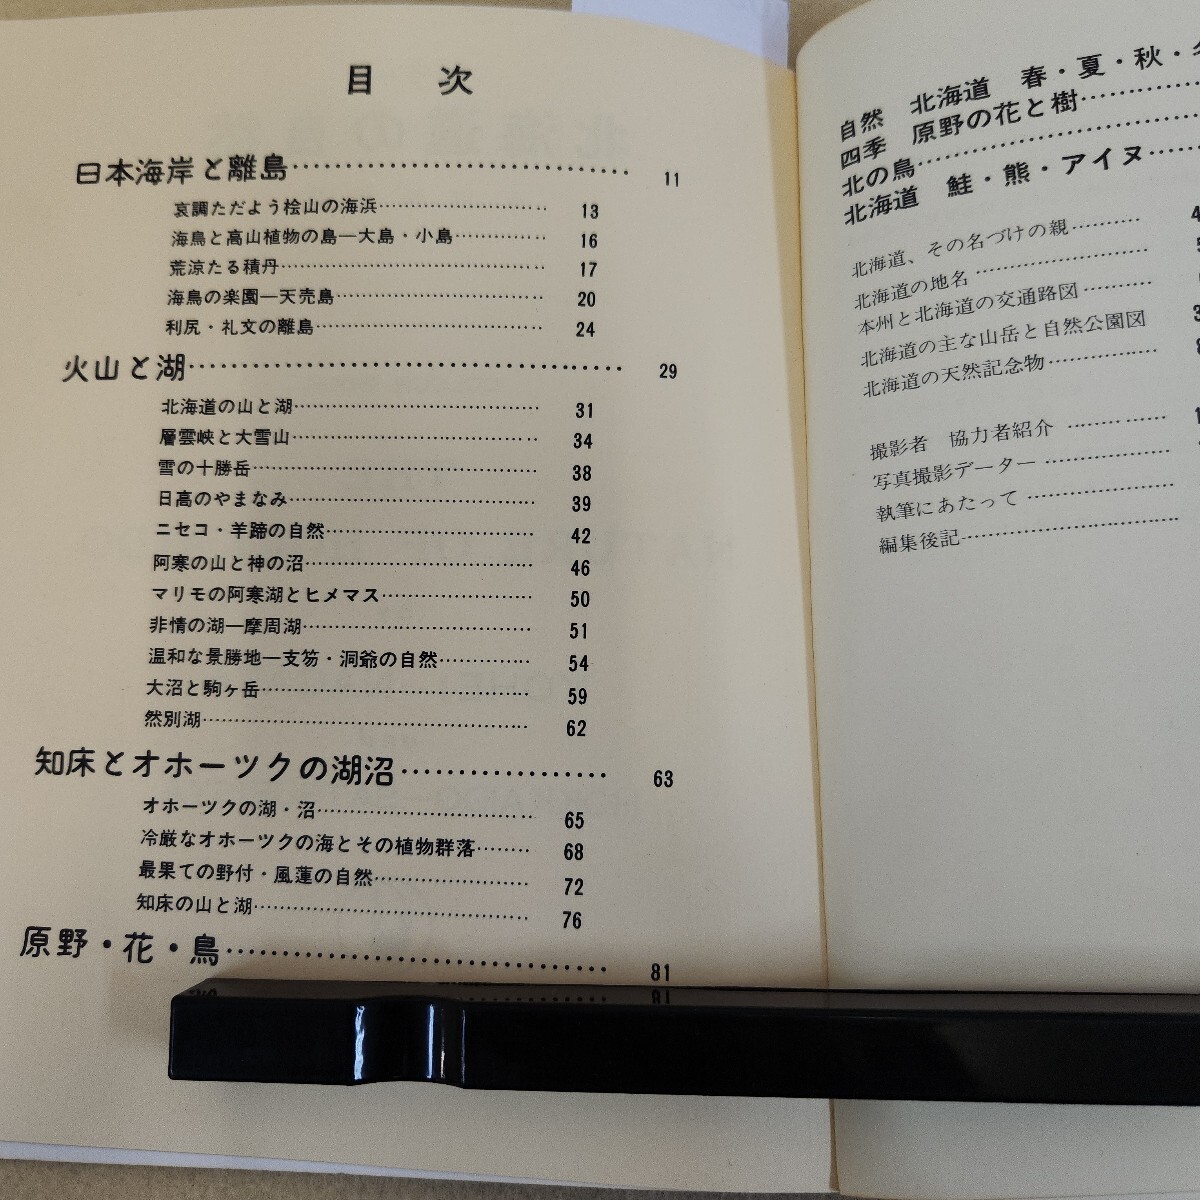 目 次
日本海岸と離島…………………………… 11
哀調ただよう桧山の海浜…………………… 13
海鳥と高山植物の島―大島・小島………… 16
荒涼たる積丹……………………………… 17
海鳥の楽園―天売島……………………… 20
利尻・礼文の離島………………………… 24
火山と湖…………………………………… 29
北海道の山と湖…………………………… 31
層雲峡と大雪山…………………………… 34
雪の十勝岳………………………………… 38
日高のやまなみ…………………………… 39
ニセコ・羊蹄の自然……………………… 42
阿寒の山と神の沼………………………… 46
マリモの阿寒湖とヒメマス……………… 50
非情の湖―摩周湖………………………… 51
温和な景勝地―支笏・洞爺の自然……… 54
大沼と駒ヶ岳……………………………… 59
然別湖……………………………………… 62
知床とオホーツクの湖沼………………… 63
オホーツクの湖・沼……………………… 65
冷厳なオホーツクの海とその植物群落…… 68
最果ての野付・風蓮の自然……………… 72
知床の山と湖……………………………… 76
原野・花・鳥……………………………… 81
自然 北海道 春・夏・秋・
四季 原野の花と樹…………
北の鳥……………………
北海道 鮭・熊・アイヌ……
北海道、その名づけの親………
北海道の地名……………………
本州と北海道の交通路図………
北海道の主な山岳と自然公園図
北海道の天然記念物……………
撮影者 協力者紹介……………
写真撮影データー………………
執筆にあたって…………………
編集後記…………………………